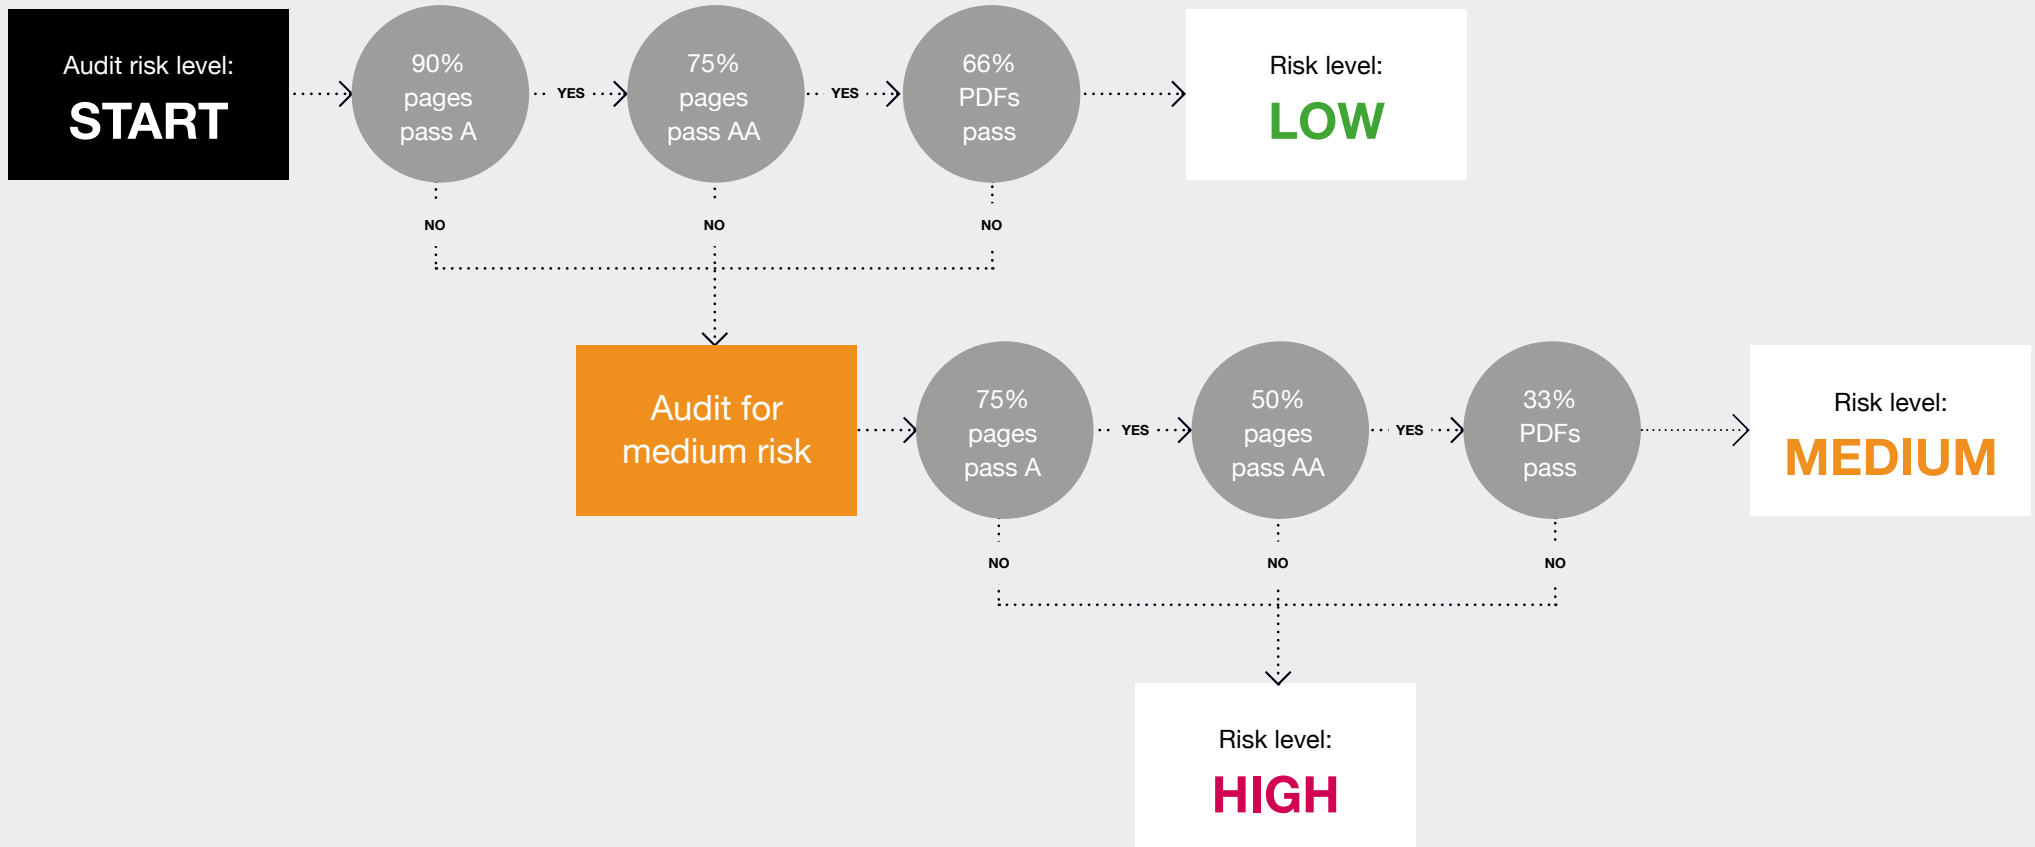 Audit risk level:
START
90%
pages
pass A
YES
75%
pages
pass AA
YES
66%
PDFs
pass
Risk level:
LOW
NO
NO
NO
Audit for
medium risk
75%
pages
pass A
YES
50%
pages
pass AA
YES
33%
PDFs
pass
Risk level:
MEDIUM
NO
NO
NO
Risk level:
HIGH